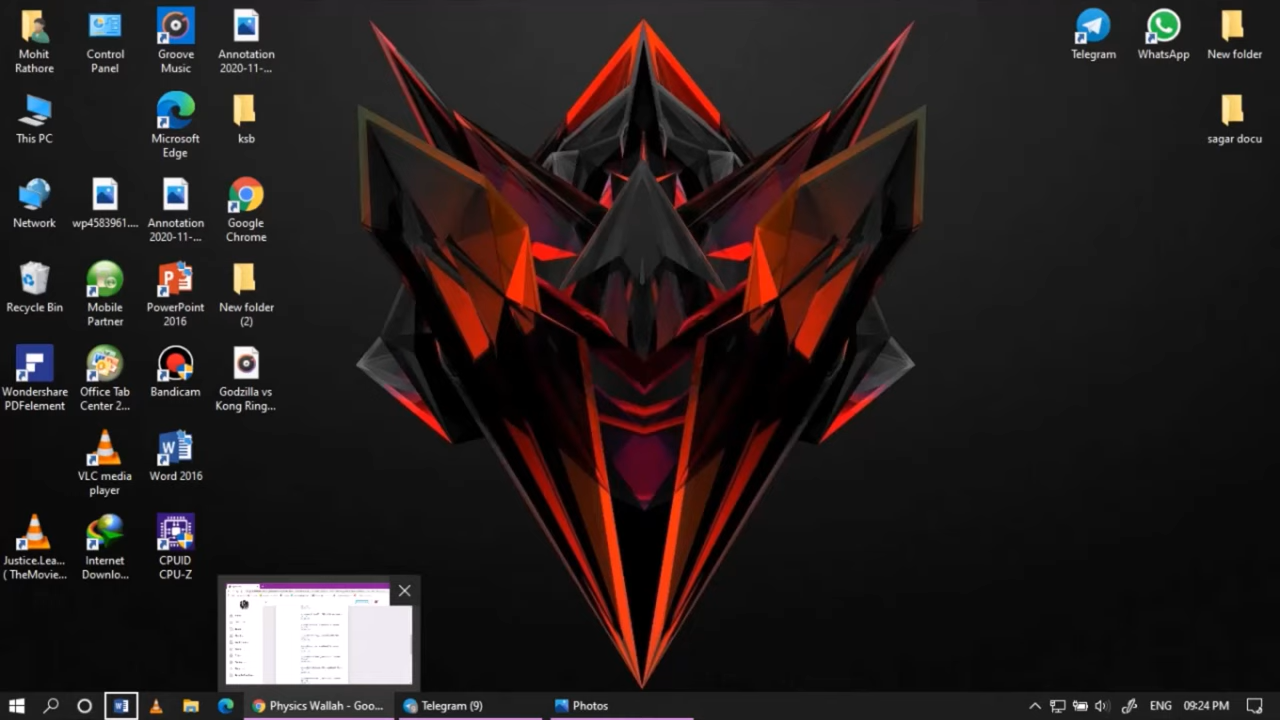 Mohit
Rathore
Control
Panel
Groove
Music
Annotation
2020-11-...
Telegram
WhatsApp
New folder
This PC
Microsoft
Edge
ksb
sagar docu
Network
wp4583961....
Annotation
2020-11-...
Google
Chrome
Recycle Bin
Mobile
Partner
PowerPoint
2016
New folder
(2)
Wondershare
PDFelement
Office Tab
Center 2...
Bandicam
Godzilla vs
Kong Ring...
VLC media
player
Word 2016
Justice.Lea...
( TheMovie...
Internet
Downlo...
CPUID
CPU-Z
Physics Wallah - Goo...
Telegram (9)
Photos
ENG
09:24 PM